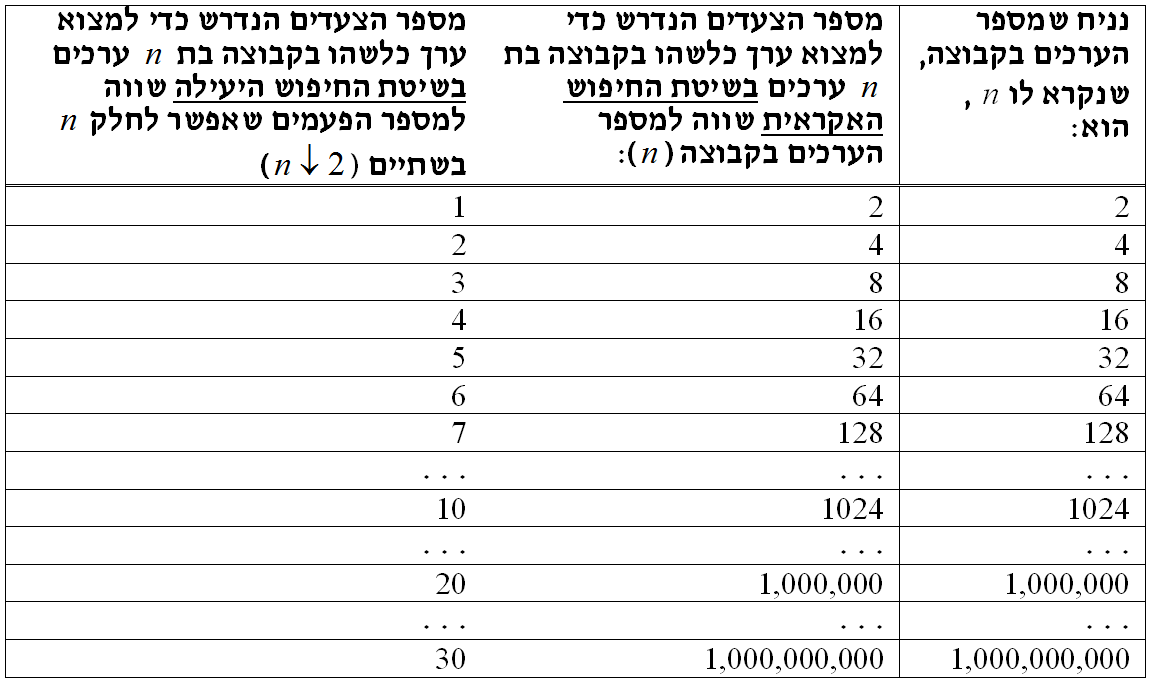 נניח שמספר
הערכים בקבוצה,
שנקרא לו n ,
הוא:
מספר הצעדים הנדרש כדי
למצוא ערך כלשהו בקבוצה בת
n ערכים בשיטת החיפוש
האקראית שווה למספר
הערכים בקבוצה (n):
מספר הצעדים הנדרש כדי למצוא
ערך כלשהו בקבוצה בת n ערכים
בשיטת החיפוש היעילה שווה
למספר הפעמים שאפשר לחלק n
בשתיים (n ↓ 2)
2 2 1
4 4 2
8 8 3
16 16 4
32 32 5
64 64 6
128 128 7
... ... ...
1024 1024 10
... ... ...
1,000,000 1,000,000 20
... ... ...
1,000,000,000 1,000,000,000 30